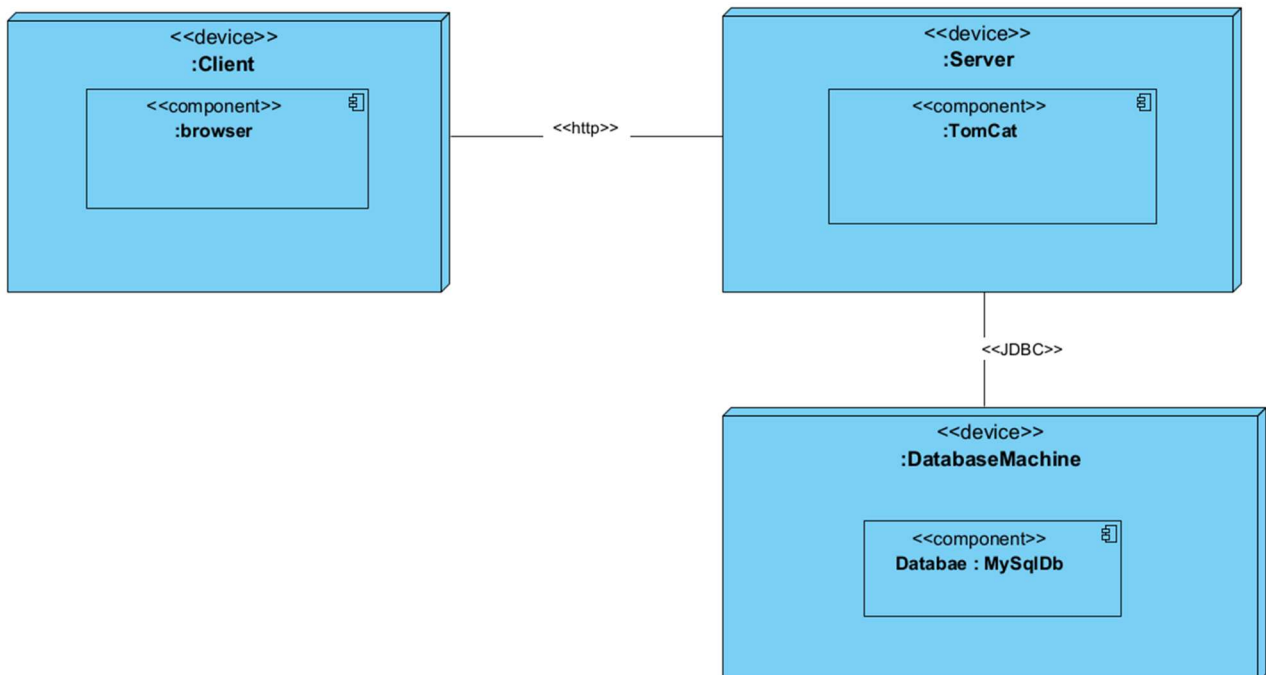 <<device>>
:Client
<<component>>
:browser
<<http>>
<<device>>
:Server
<<component>>
:TomCat
<<JDBC>>
<<device>>
:DatabaseMachine
<<component>>
Databae : MySqlDb